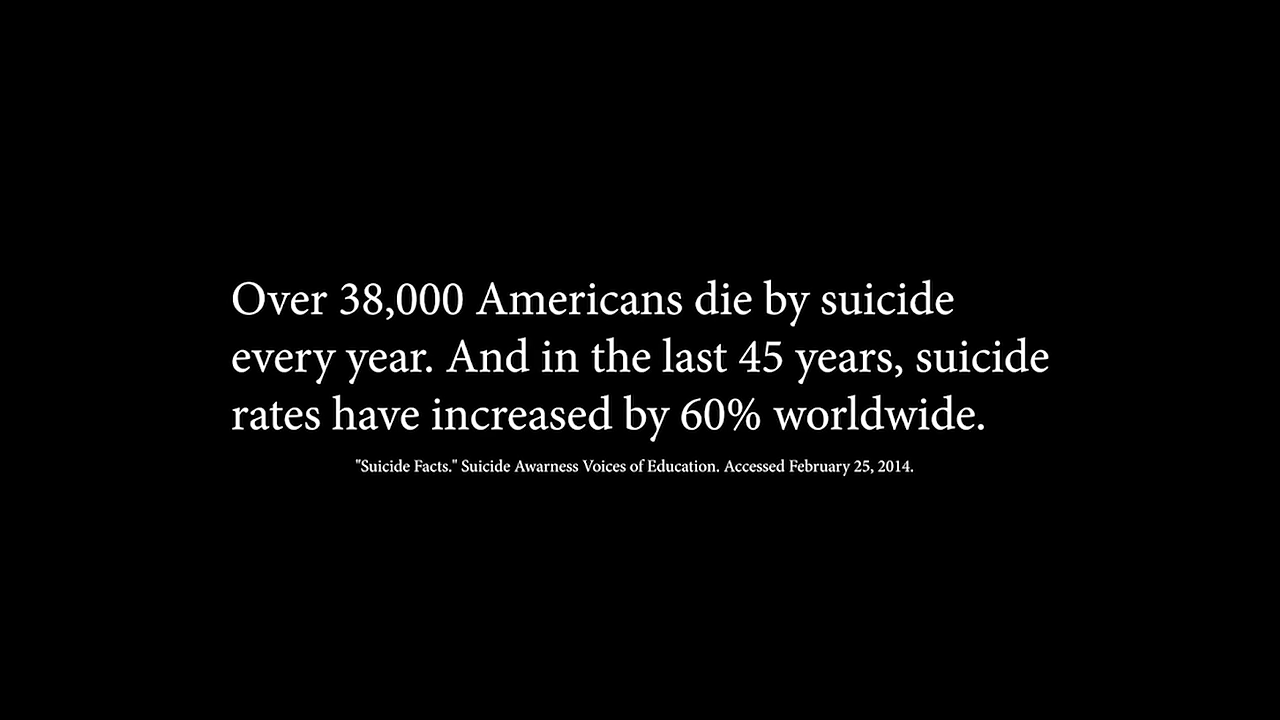 Over 38,000 Americans die by suicide
every year. And in the last 45 years, suicide
rates have increased by 60% worldwide.
"Suicide Facts." Suicide Awarness Voices of Education. Accessed February 25, 2014.